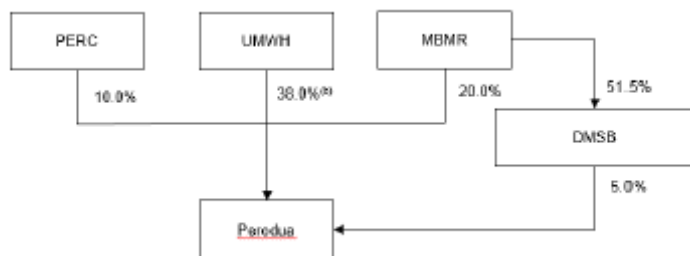 PERC
UMWH
MBMR
10.0%
38.0%(a)
20.0%
51.5%
DMSB
5.0%
Perodua